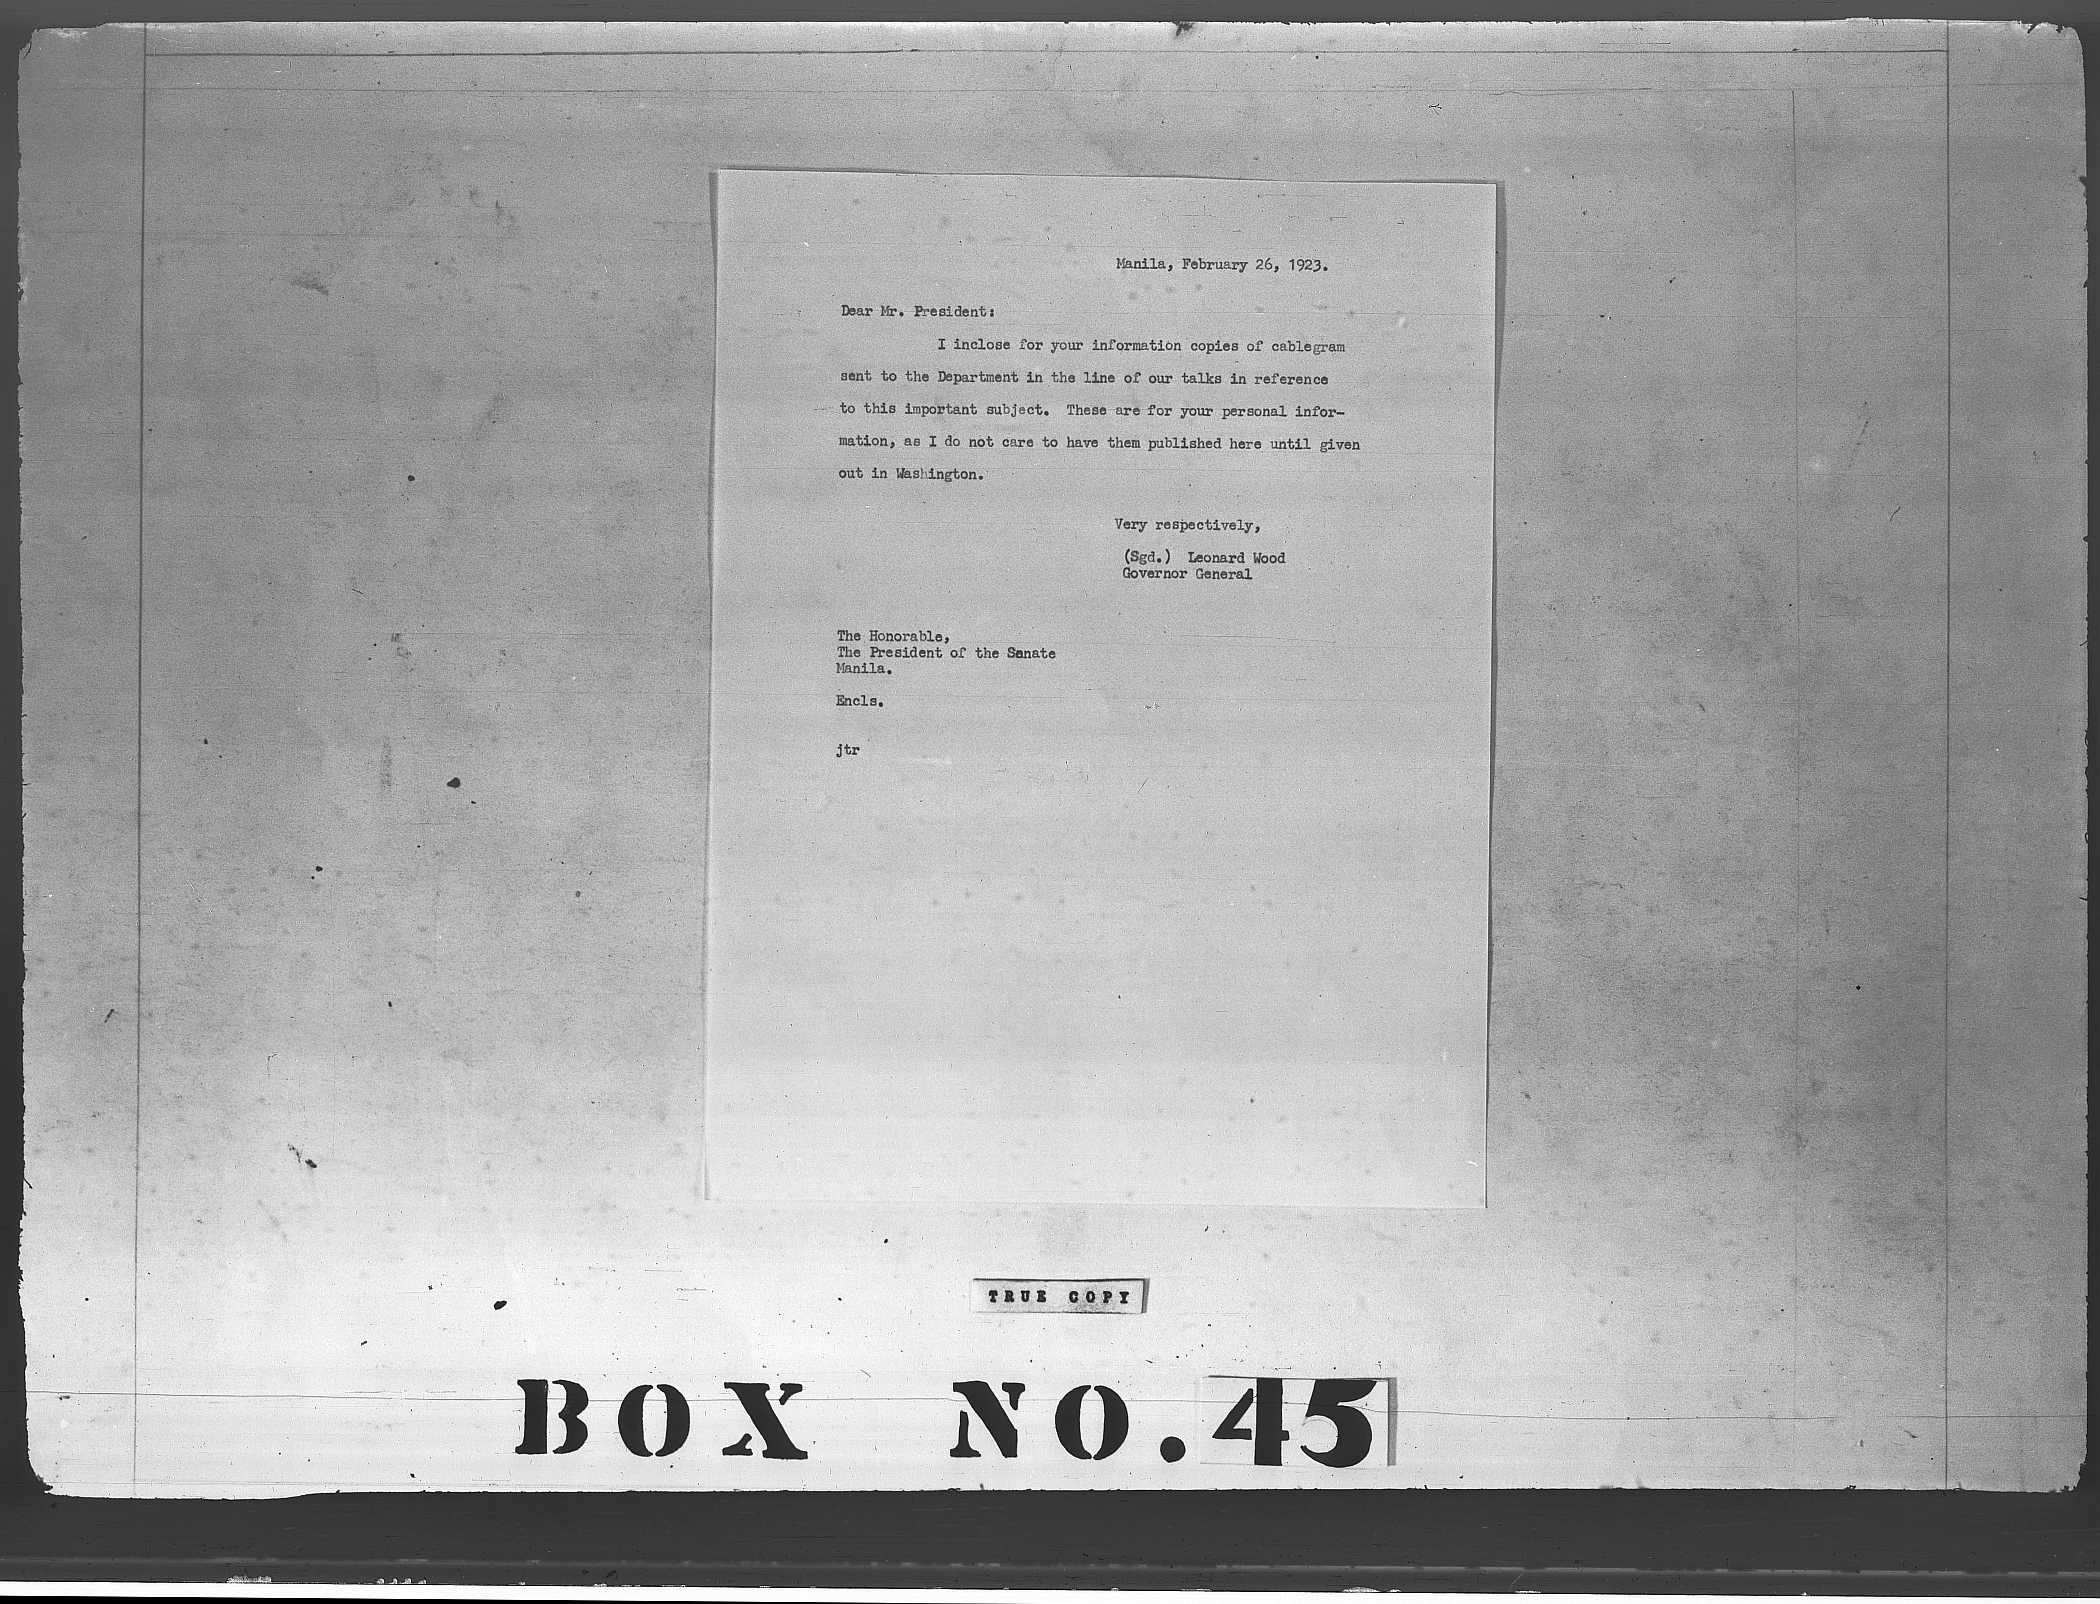 Manila, February 26, 1923.
Dear Mr. President:
I inclose for your information copies of cablegram
sent to the Department in the line of our talks in reference
to this important subject. These are for your personal infor-
mation, as I do not care to have them published here until given
out in Washington.
Very respectively,
(Sgd.) Leonard Wood
Governor General
The Honorable,
The President of the Senate
Manila.
Encls.
jtr
TRUE COPY
BOX NO. 45